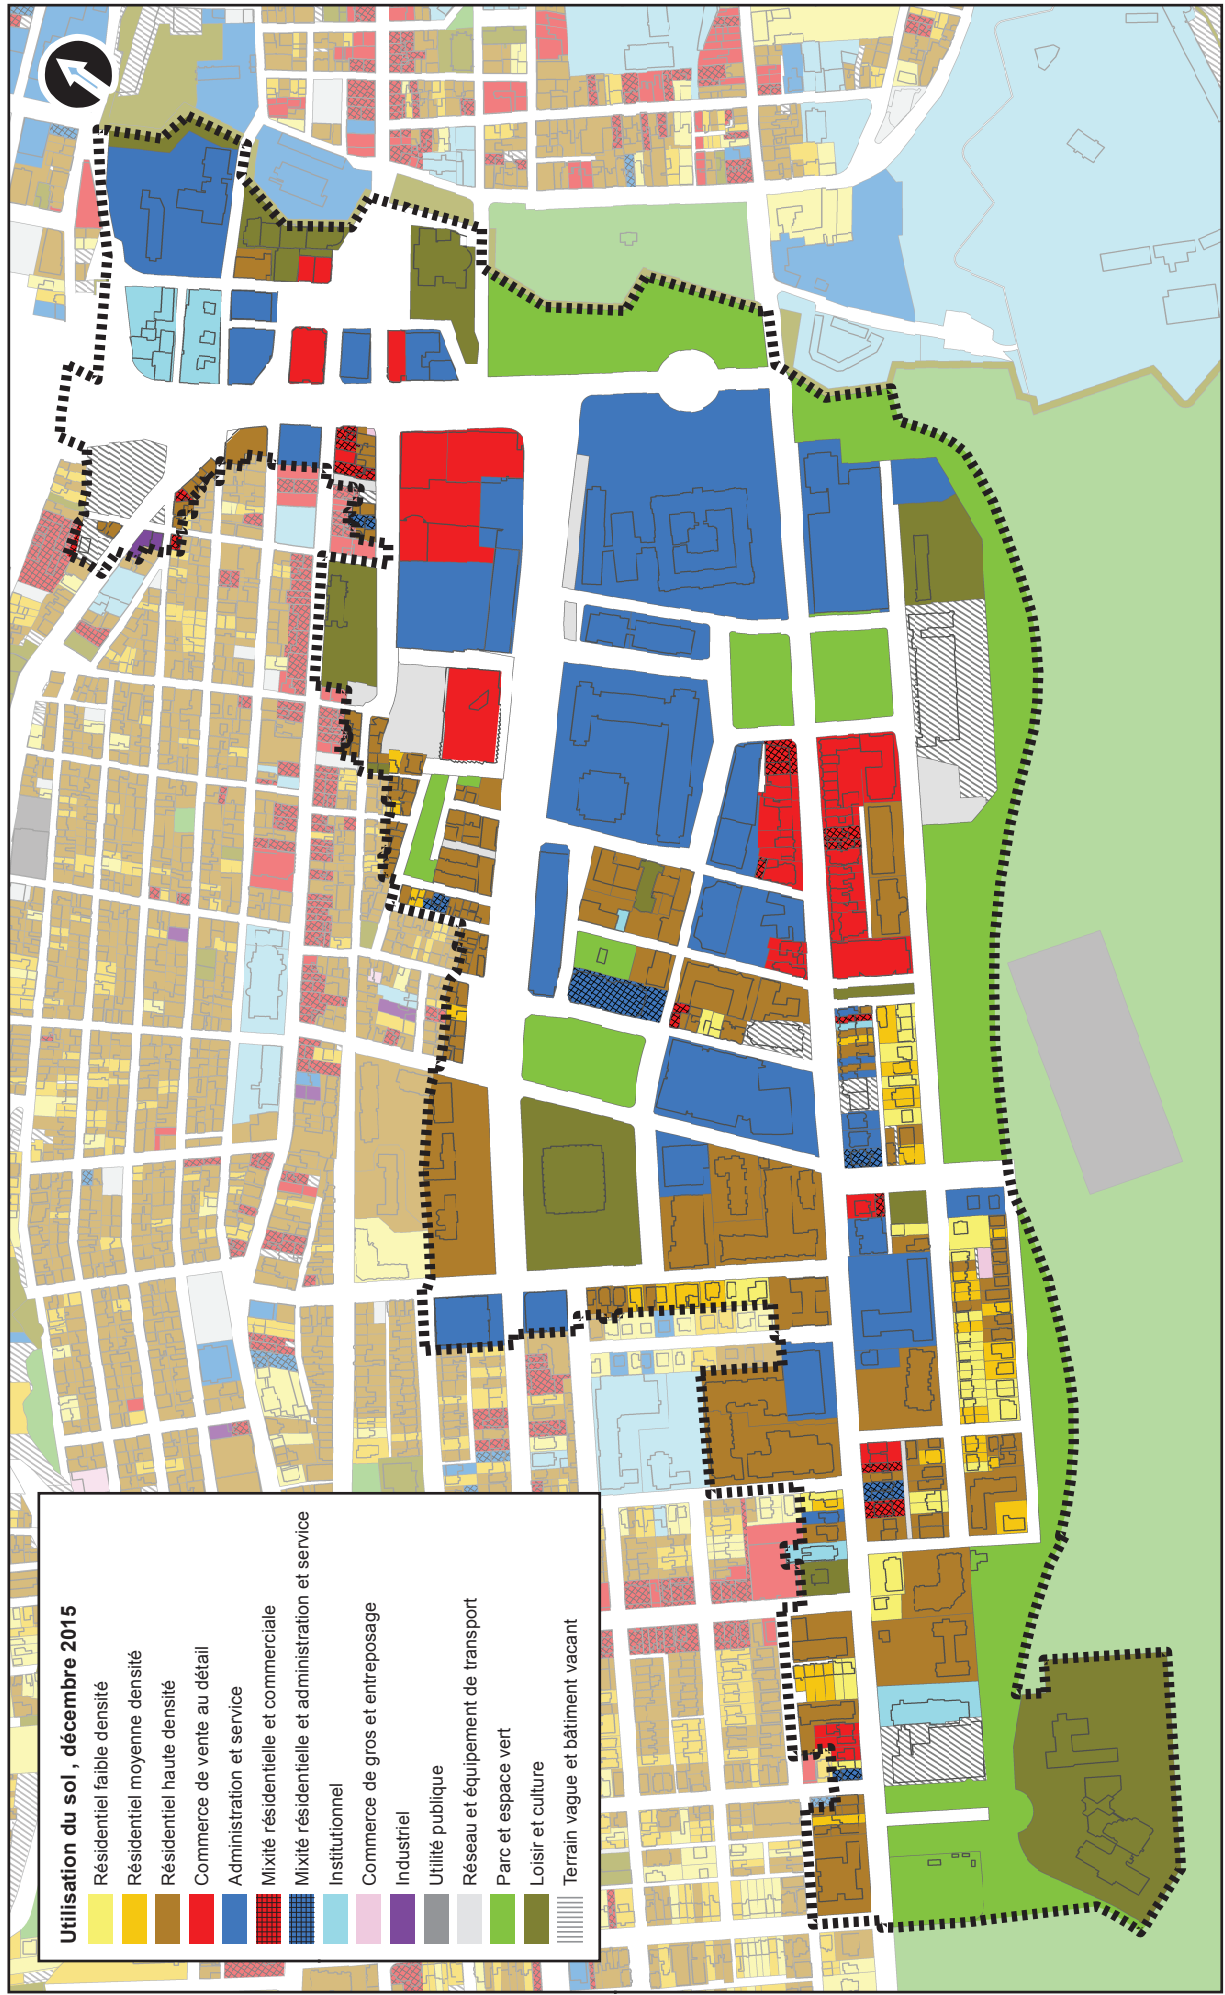 Utilisation du sol , décembre 2015
Résidentiel faible densité
Résidentiel moyenne densité
Résidentiel haute densité
Commerce de vente au détail
Administration et service
Mixité résidentielle et commerciale
Mixité résidentielle et administration et service
Institutionnel
Commerce de gros et entreposage
Industriel
Utilité publique
Réseau et équipement de transport
Parc et espace vert
Loisir et culture
Terrain vague et bâtiment vacant